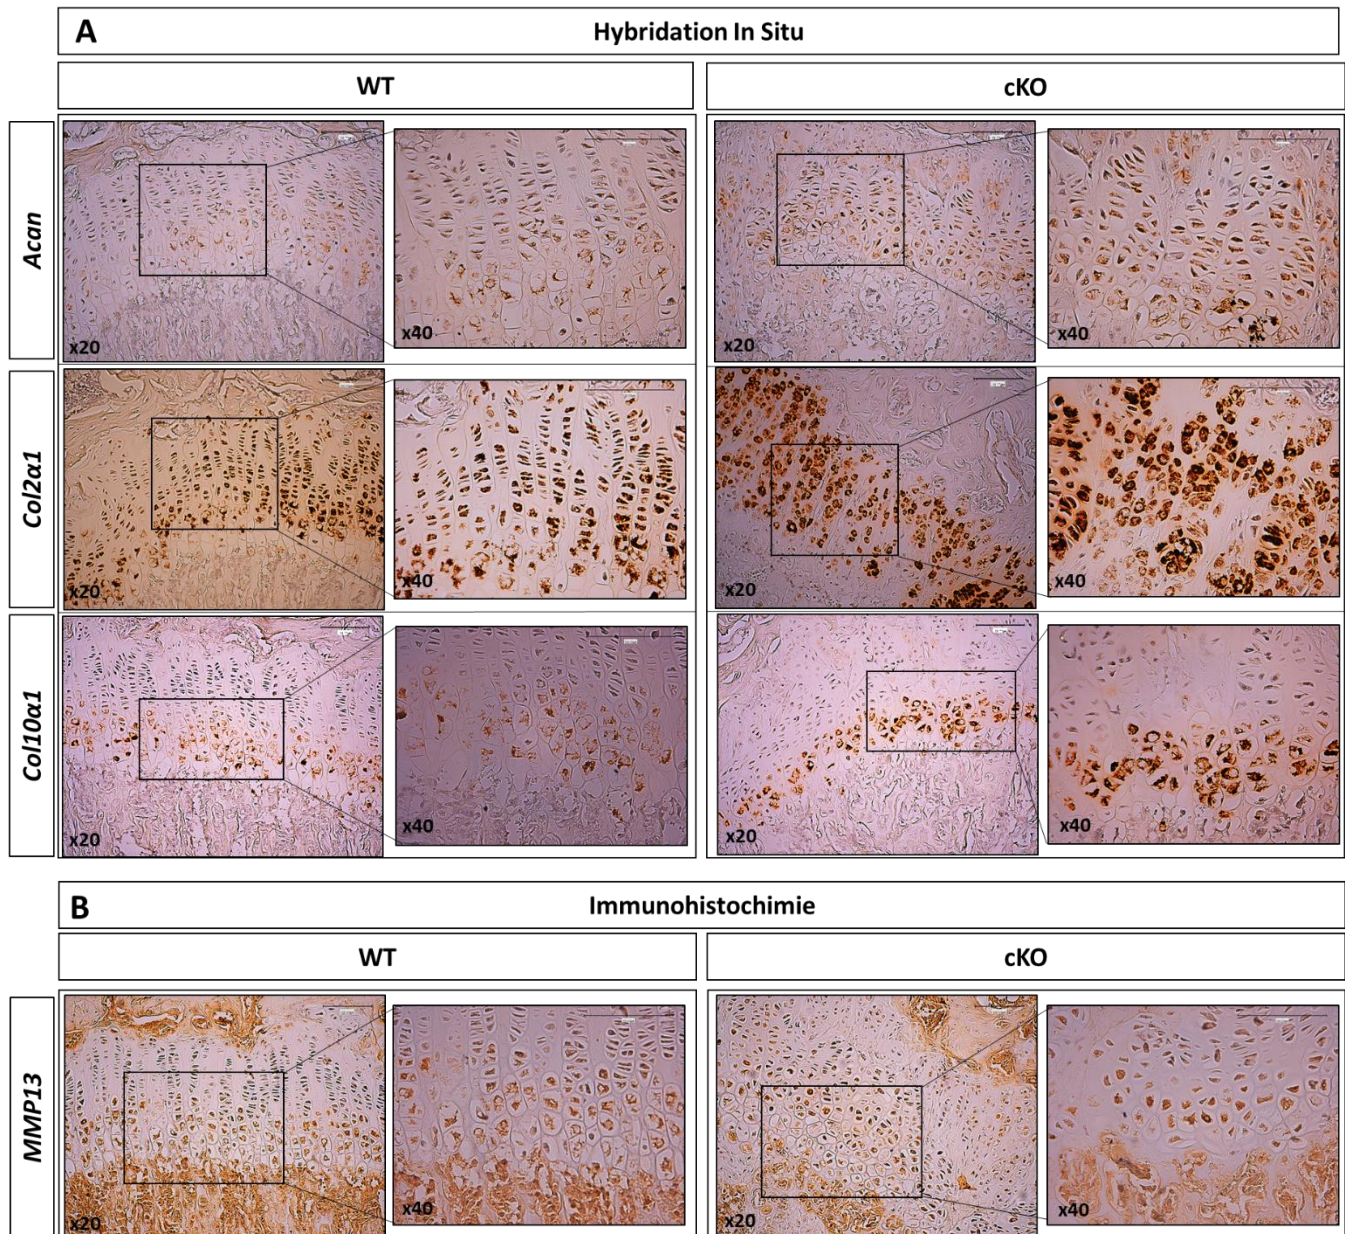 A
Hybridation In Situ
WT
cKO
Acan
x20
x40
x20
x40
Col2α1
x20
x40
x20
x40
Col10α1
x20
x40
x20
x40
B
Immunohistochimie
WT
cKO
MMP13
x20
x40
x20
x40